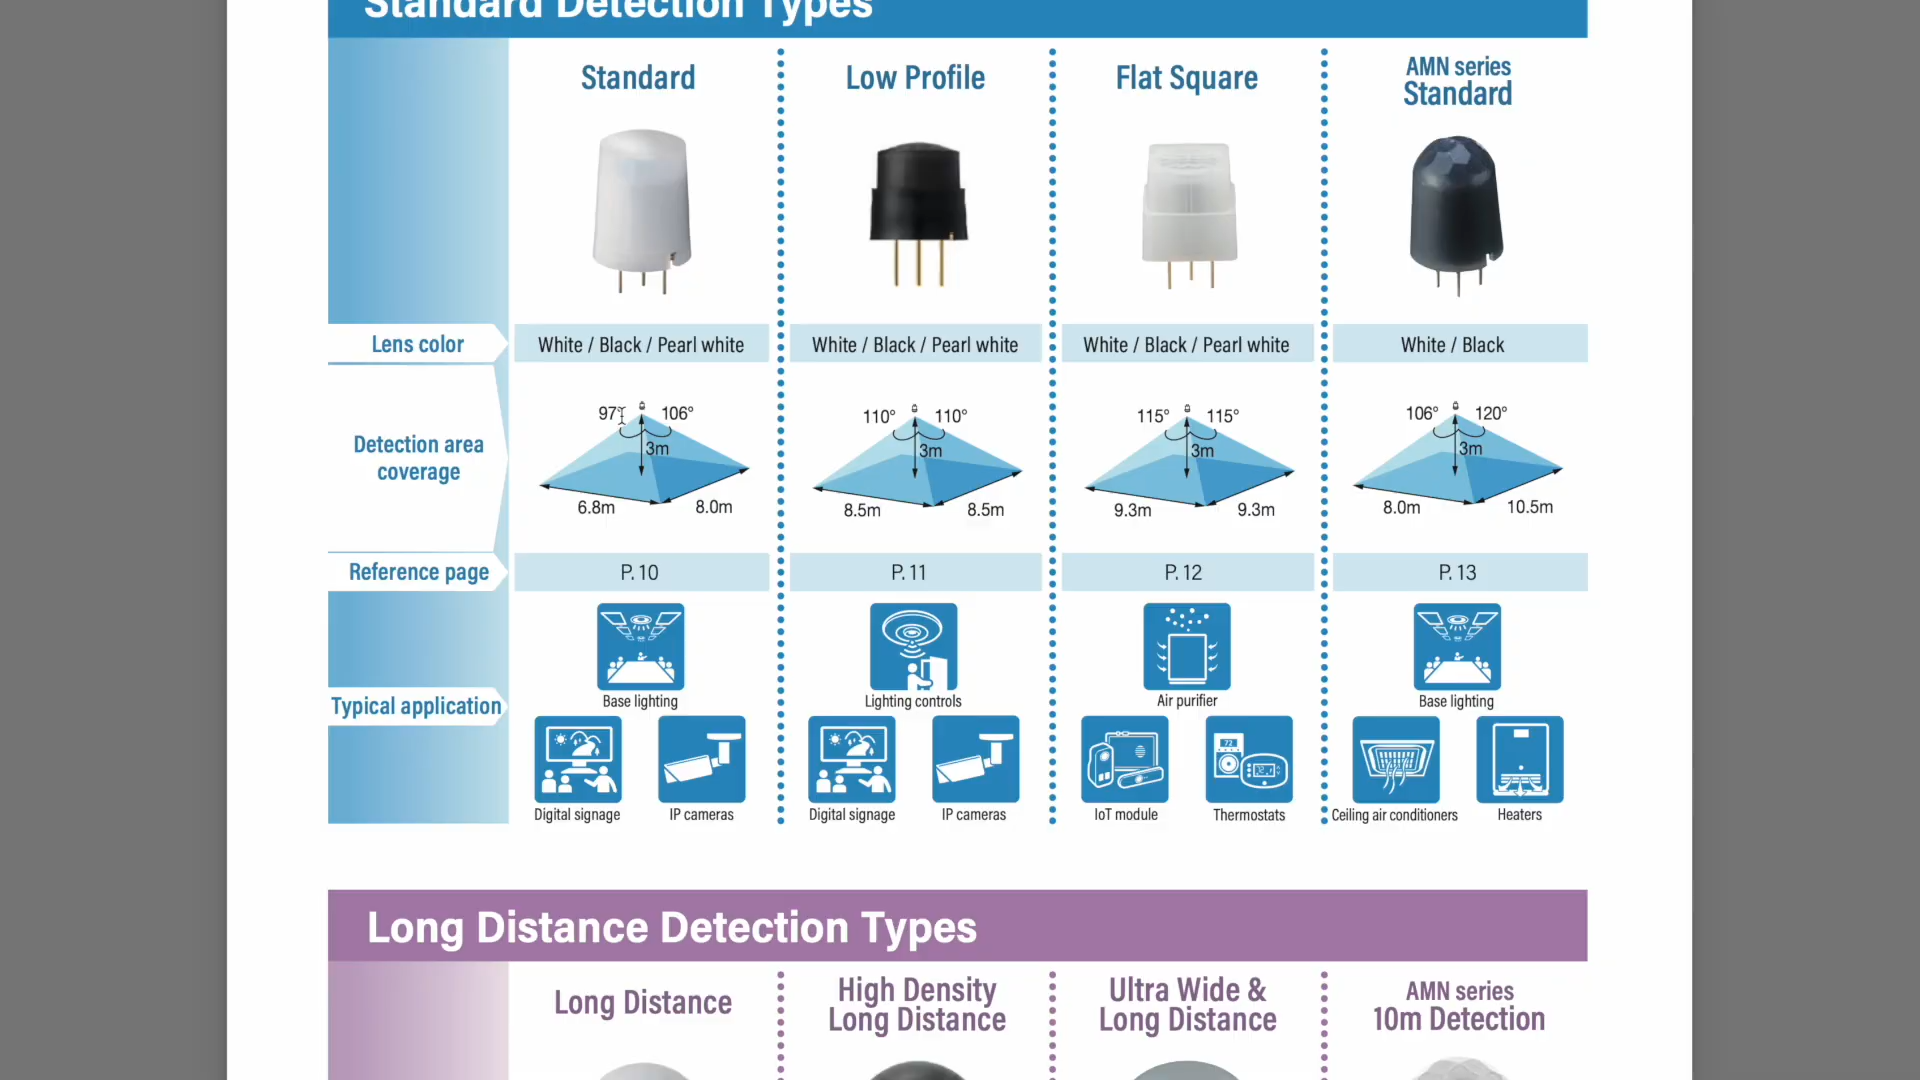 Standard Detection Types
Standard
Low Profile
Flat Square
AMN series
Standard
Lens color
White / Black / Pearl white
White / Black / Pearl white
White / Black / Pearl white
White / Black
Detection area
coverage
97° 106°
3m
6.8m 8.0m
110° 110°
3m
8.5m 8.5m
115° 115°
3m
9.3m 9.3m
106° 120°
3m
8.0m 10.5m
Reference page
P. 10
P. 11
P. 12
P. 13
Typical application
Base lighting
Digital signage
IP cameras
Lighting controls
Digital signage
IP cameras
Air purifier
IoT module
Thermostats
Base lighting
Ceiling air conditioners
Heaters
Long Distance Detection Types
Long Distance
High Density
Long Distance
Ultra Wide &
Long Distance
AMN series
10m Detection